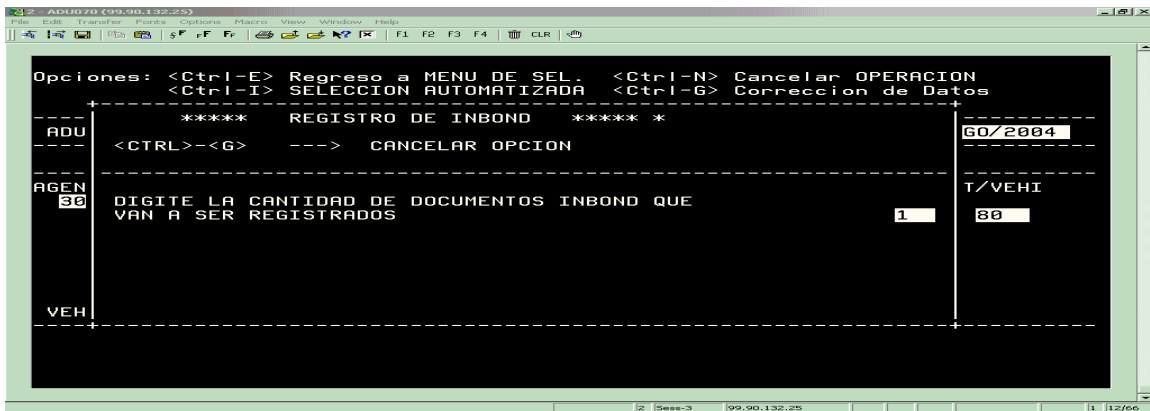 2 - ADU070 (99.90.132.25)
File Edit Transfer Fonts Options Macro View Window Help
F1 F2 F3 F4 CLR
Opciones: <Ctrl-E> Regreso a MENU DE SEL. <Ctrl-N> Cancelar OPERACIO
<Ctrl-I> SELECCION AUTOMATIZADA <Ctrl-G> Correccion de Datos
***** REGISTRO DE INBOND ***** *
ADU GO/2004
<CTRL>-<G> ---> CANCELAR OPCION
AGEN T/VEHI
30 DIGITE LA CANTIDAD DE DOCUMENTOS INBOND QUE
VAN A SER REGISTRADOS 1 80
VEH
2 Sess-3 99.90.132.25 1 12/66